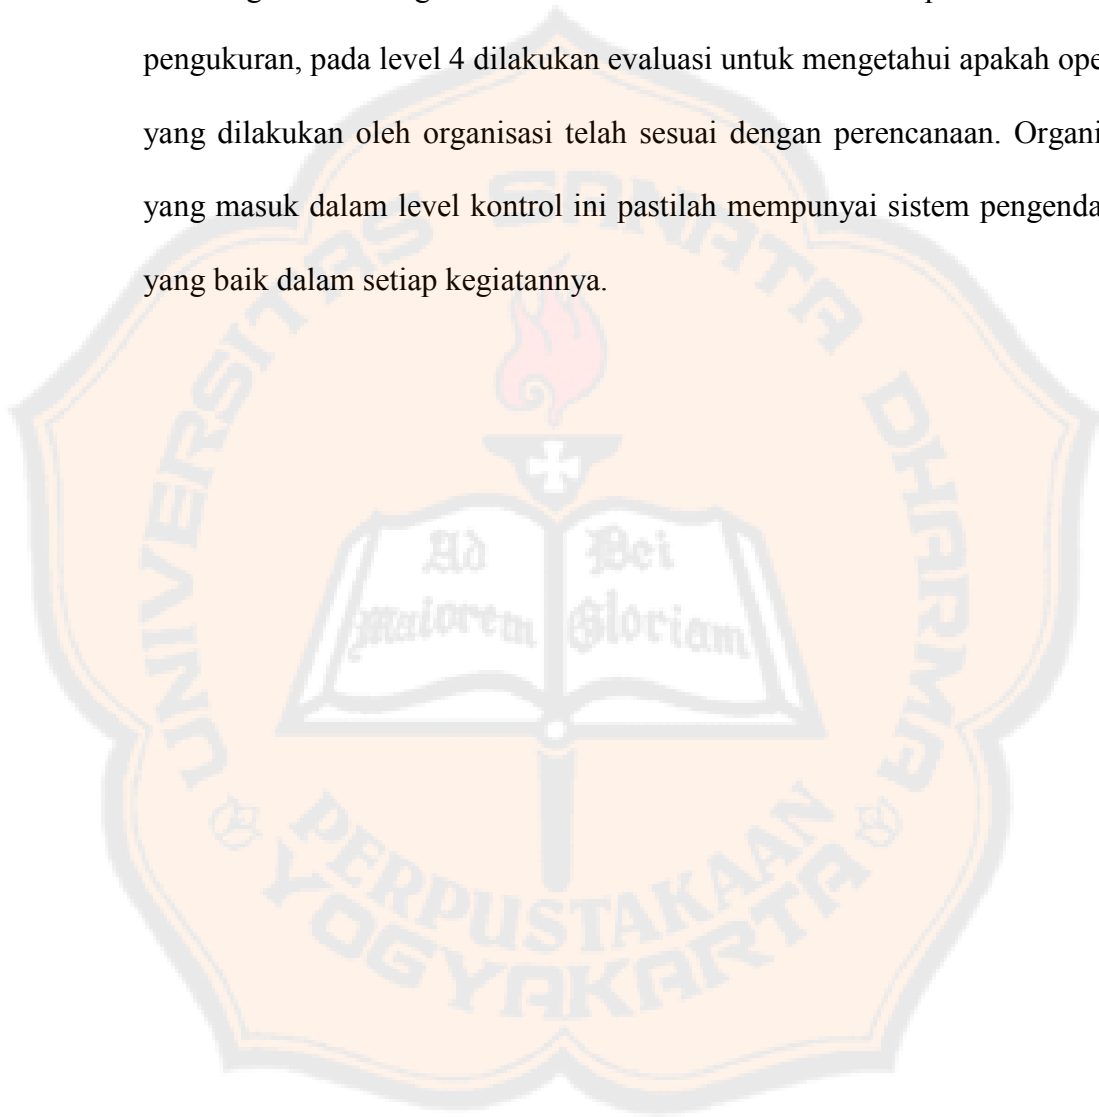 pengukuran, pada level 4 dilakukan evaluasi untuk mengetahui apakah ope
yang dilakukan oleh organisasi telah sesuai dengan perencanaan. Organi
yang masuk dalam level kontrol ini pastilah mempunyai sistem pengenda
yang baik dalam setiap kegiatannya.
UNIVERSITAS SANATA DHARMA
Ad Dei
maiorem Gloriam
PERPUSTAKAAN
YOGYAKARTA